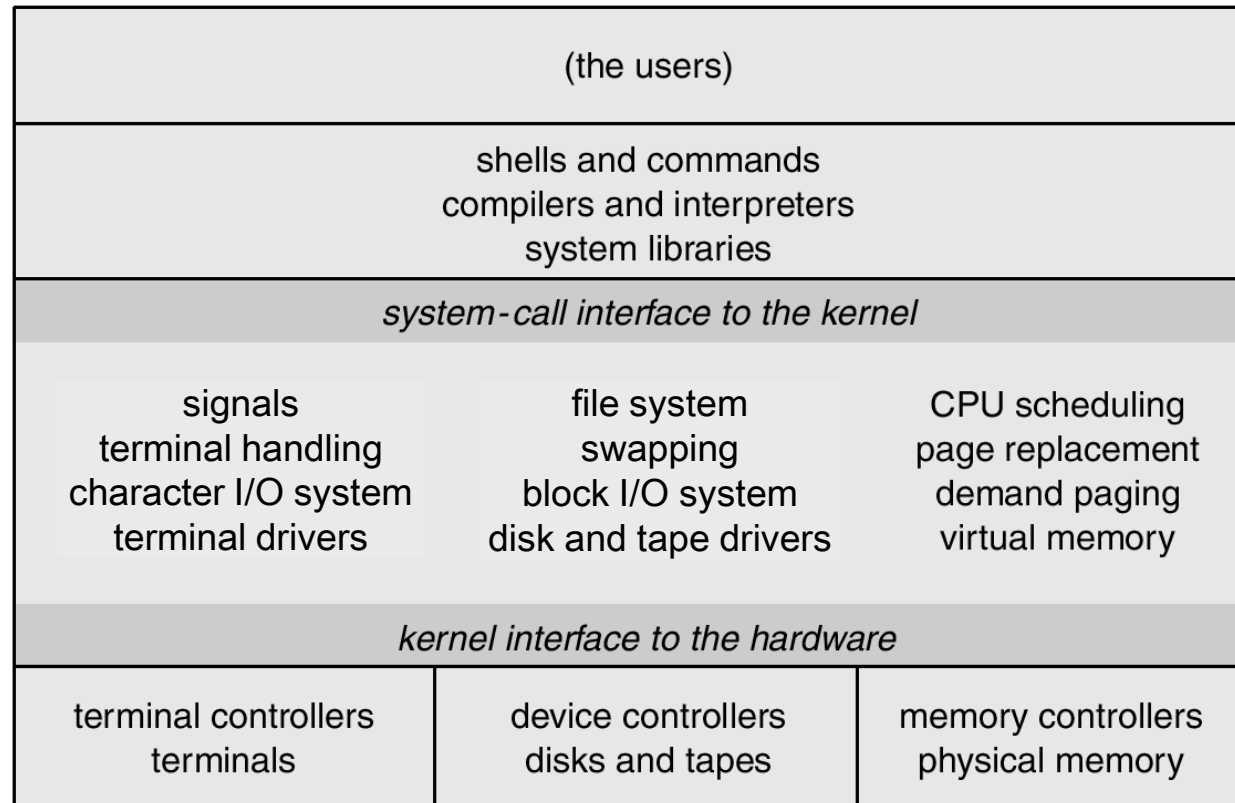 (the users)
shells and commands
compilers and interpreters
system libraries
system-call interface to the kernel
signals
terminal handling
character I/O system
terminal drivers
file system
swapping
block I/O system
disk and tape drivers
CPU scheduling
page replacement
demand paging
virtual memory
kernel interface to the hardware
terminal controllers
terminals
device controllers
disks and tapes
memory controllers
physical memory